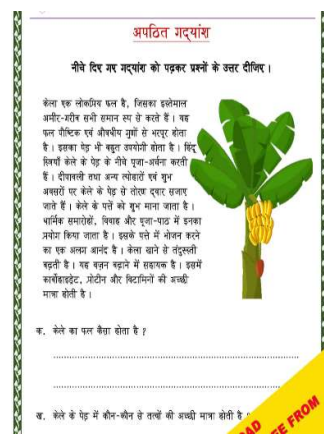 अपठित गद्यांश
नीचे दिए गए गद्यांश को पढ़कर प्रश्नों के उत्तर दीजिए।
केला एक लोकप्रिय फल है, जिसका इस्तेमाल
अमीर-गरीब सभी समान रूप से करते हैं। यह
फल पौष्टिक एवं औषधीय गुणों से भरपूर होता
है। इसका पेड़ भी बहुत उपयोगी होता है। हिंदू
स्त्रियाँ केले के पेड़ के नीचे पूजा-अर्चना करती
हैं। दीपावली तथा अन्य त्योहारों एवं शुभ
अवसरों पर केले के पेड़ से तोरण द्वार सजाए
जाते हैं। केले के पत्तें को शुभ माना जाता है।
धार्मिक समारोहों, विवाह और पूजा-पाठ में इनका
प्रयोग किया जाता है। इसके पत्ते में भोजन करने
का एक अलग आनंद है। केला खाने से तंदुरुस्ती
बढ़ती है। यह वज़न बढ़ाने में सहायक है। इसमें
कार्बोहाइड्रेट, प्रोटीन और विटामिनों की अच्छी
मात्रा होती है।
क. केले का फल कैसा होता है ?
ख. केले के पेड़ में कौन-कौन से तत्वों की अच्छी मात्रा होती है
EE FROM